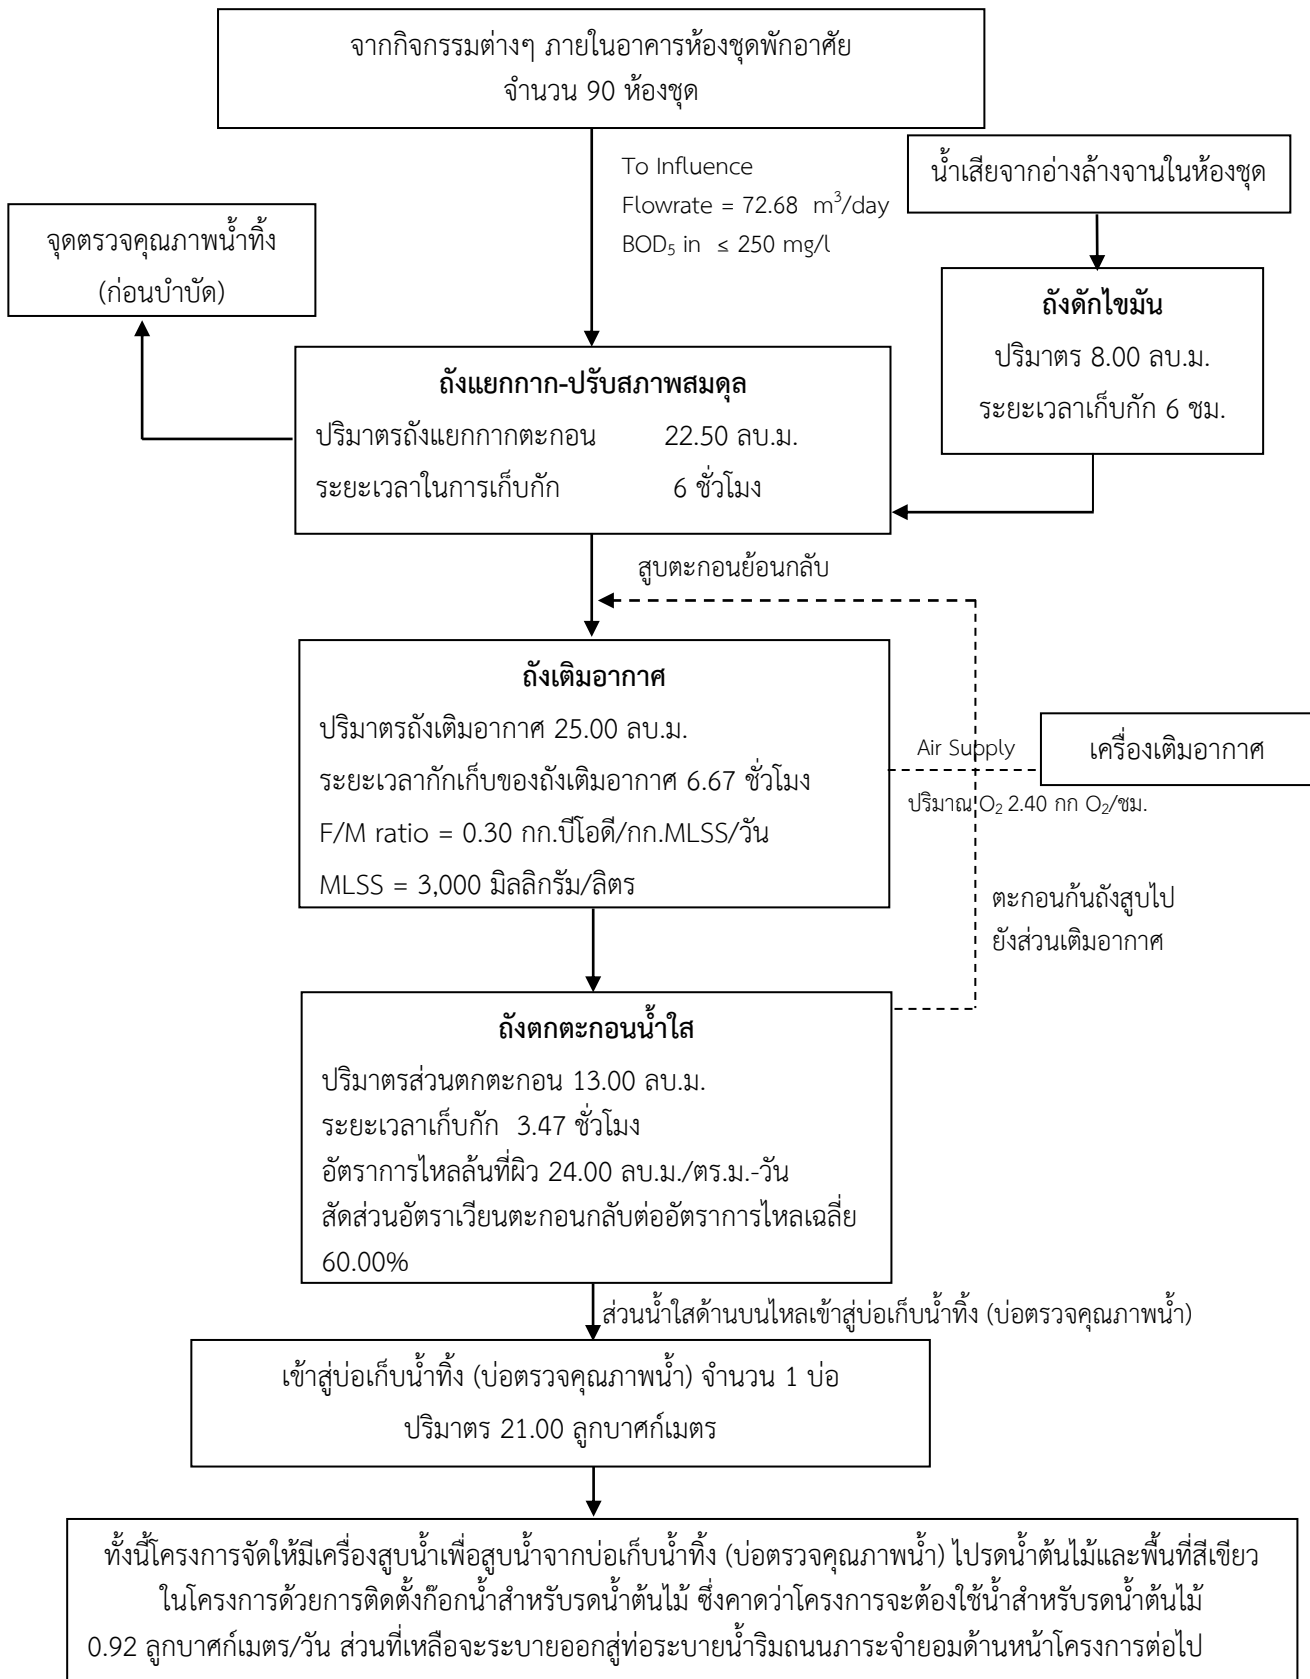 จากกิจกรรมต่างๆ ภายในอาคารห้องชุดพักอาศัย
จำนวน 90 ห้องชุด
To Influence
Flowrate = 72.68 m³/day
BOD₅ in ≤ 250 mg/l
น้ำเสียจากอ่างล้างจานในห้องชุด
จุดตรวจคุณภาพน้ำทิ้ง
(ก่อนบำบัด)
ถังดักไขมัน
ปริมาตร 8.00 ลบ.ม.
ระยะเวลาเก็บกัก 6 ชม.
ถังแยกกาก-ปรับสภาพสมดุล
ปริมาตรถังแยกกากตะกอน 22.50 ลบ.ม.
ระยะเวลาในการเก็บกัก 6 ชั่วโมง
สูบตะกอนย้อนกลับ
ถังเติมอากาศ
ปริมาตรถังเติมอากาศ 25.00 ลบ.ม.
ระยะเวลากักเก็บของถังเติมอากาศ 6.67 ชั่วโมง
F/M ratio = 0.30 กก.บีโอดี/กก.MLSS/วัน
MLSS = 3,000 มิลลิกรัม/ลิตร
Air Supply
ปริมาณ O₂ 2.40 กก O₂/ชม.
เครื่องเติมอากาศ
ตะกอนก้นถังสูบไป
ยังส่วนเติมอากาศ
ถังตกตะกอนน้ำใส
ปริมาตรส่วนตกตะกอน 13.00 ลบ.ม.
ระยะเวลาเก็บกัก 3.47 ชั่วโมง
อัตราการไหลล้นที่ผิว 24.00 ลบ.ม./ตร.ม.-วัน
สัดส่วนอัตราเวียนตะกอนกลับต่ออัตราการไหลเฉลี่ย
60.00%
ส่วนน้ำใสด้านบนไหลเข้าสู่บ่อเก็บน้ำทิ้ง (บ่อตรวจคุณภาพน้ำ)
เข้าสู่บ่อเก็บน้ำทิ้ง (บ่อตรวจคุณภาพน้ำ) จำนวน 1 บ่อ
ปริมาตร 21.00 ลูกบาศก์เมตร
ทั้งนี้โครงการจัดให้มีเครื่องสูบน้ำเพื่อสูบน้ำจากบ่อเก็บน้ำทิ้ง (บ่อตรวจคุณภาพน้ำ) ไปรดน้ำต้นไม้และพื้นที่สีเขียว
ในโครงการด้วยการติดตั้งก๊อกน้ำสำหรับรดน้ำต้นไม้ ซึ่งคาดว่าโครงการจะต้องใช้น้ำสำหรับรดน้ำต้นไม้
0.92 ลูกบาศก์เมตร/วัน ส่วนที่เหลือจะระบายออกสู่ท่อระบายน้ำริมถนนภาระจำยอมด้านหน้าโครงการต่อไป